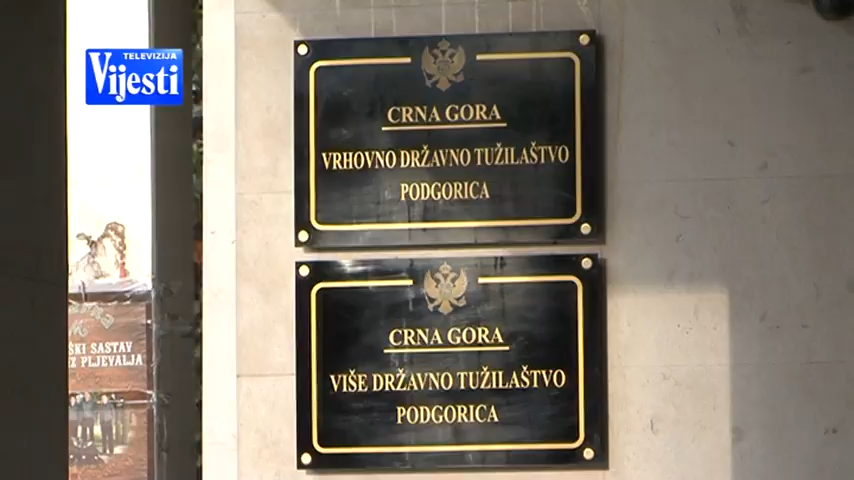 TELEVIZIJA
Vijesti
CRNA GORA
VRHOVNO DRŽAVNO TUŽILAŠTVO
PODGORICA
CRNA GORA
VIŠE DRŽAVNO TUŽILAŠTVO
PODGORICA
ŠKI SASTAV
Z PLJEVALJA